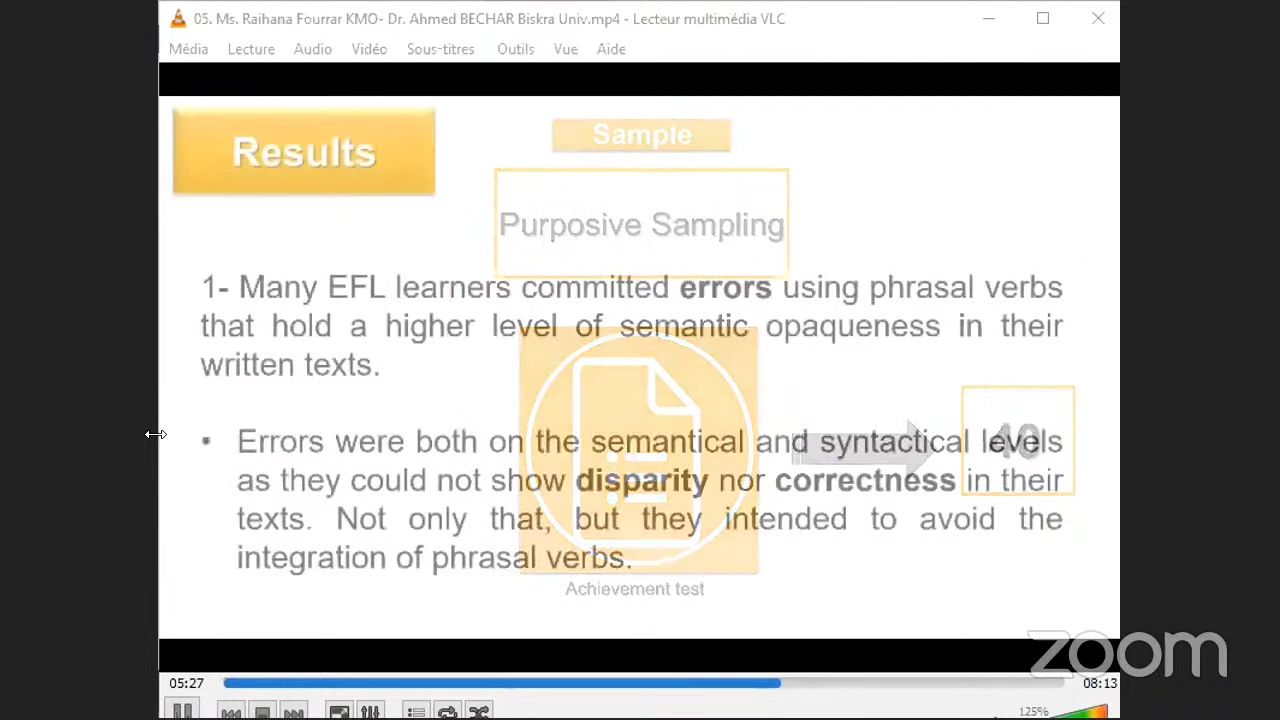 05. Ms. Raihana Fourrar KMO- Dr. Ahmed BECHAR Biskra Univ.mp4 - Lecteur multimédia VLC
Média Lecture Audio Vidéo Sous-titres Outils Vue Aide
Results
Sample
Purposive Sampling
1- Many EFL learners committed errors using phrasal verbs
that hold a higher level of semantic opaqueness in their
written texts.
• Errors were both on the semantical and syntactical levels
as they could not show disparity nor correctness in their
texts. Not only that, but they intended to avoid the
integration of phrasal verbs.
40
Achievement test
zoom
05:27
08:13
125%